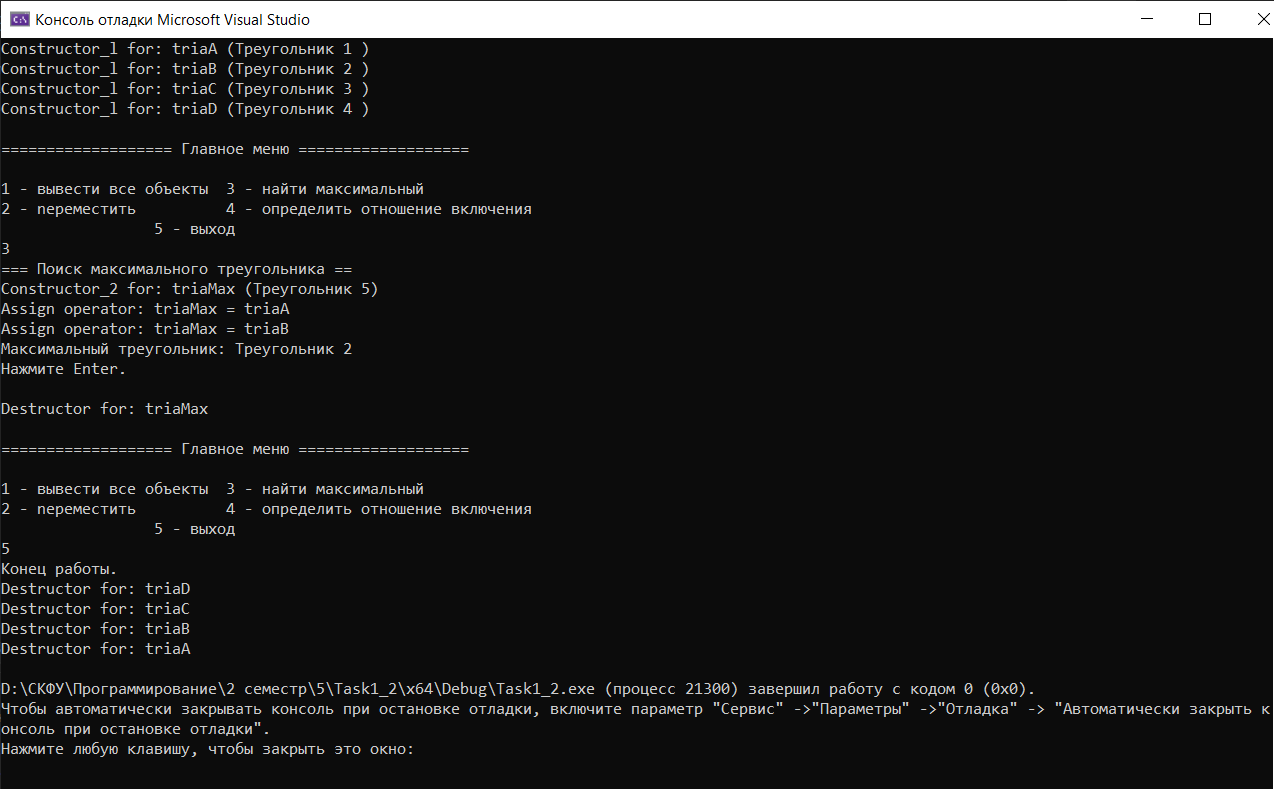 Консоль отладки Microsoft Visual Studio
Constructor_l for: triaA (Треугольник 1 )
Constructor_l for: triaB (Треугольник 2 )
Constructor_l for: triaC (Треугольник 3 )
Constructor_l for: triaD (Треугольник 4 )
=================== Главное меню ===================
1 - вывести все объекты  3 - найти максимальный
2 - nереместить          4 - определить отношение включения
                 5 - выход
3
=== Поиск максимального треугольника ==
Constructor_2 for: triaMax (Треугольник 5)
Assign operator: triaMax = triaA
Assign operator: triaMax = triaB
Максимальный треугольник: Треугольник 2
Нажмите Enter.
Destructor for: triaMax
=================== Главное меню ===================
1 - вывести все объекты  3 - найти максимальный
2 - nереместить          4 - определить отношение включения
                 5 - выход
5
Конец работы.
Destructor for: triaD
Destructor for: triaC
Destructor for: triaB
Destructor for: triaA
D:\СКФУ\Программирование\2 семестр\5\Task1_2\x64\Debug\Task1_2.exe (процесс 21300) завершил работу с кодом 0 (0x0).
Чтобы автоматически закрывать консоль при остановке отладки, включите параметр "Сервис" ->"Параметры" ->"Отладка" -> "Автоматически закрыть к
онсоль при остановке отладки".
Нажмите любую клавишу, чтобы закрыть это окно: